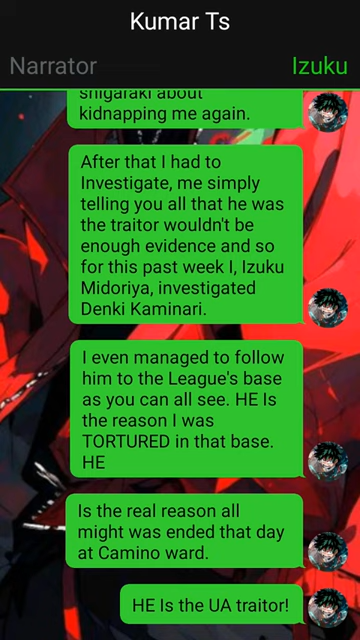 Kumar Ts
Narrator
Izuku
shigaraki about
kidnapping me again.
After that I had to
Investigate, me simply
telling you all that he was
the traitor wouldn't be
enough evidence and so
for this past week I, Izuku
Midoriya, investigated
Denki Kaminari.
I even managed to follow
him to the League's base
as you can all see. HE Is
the reason I was
TORTURED in that base.
HE
Is the real reason all
might was ended that day
at Camino ward.
HE Is the UA traitor!